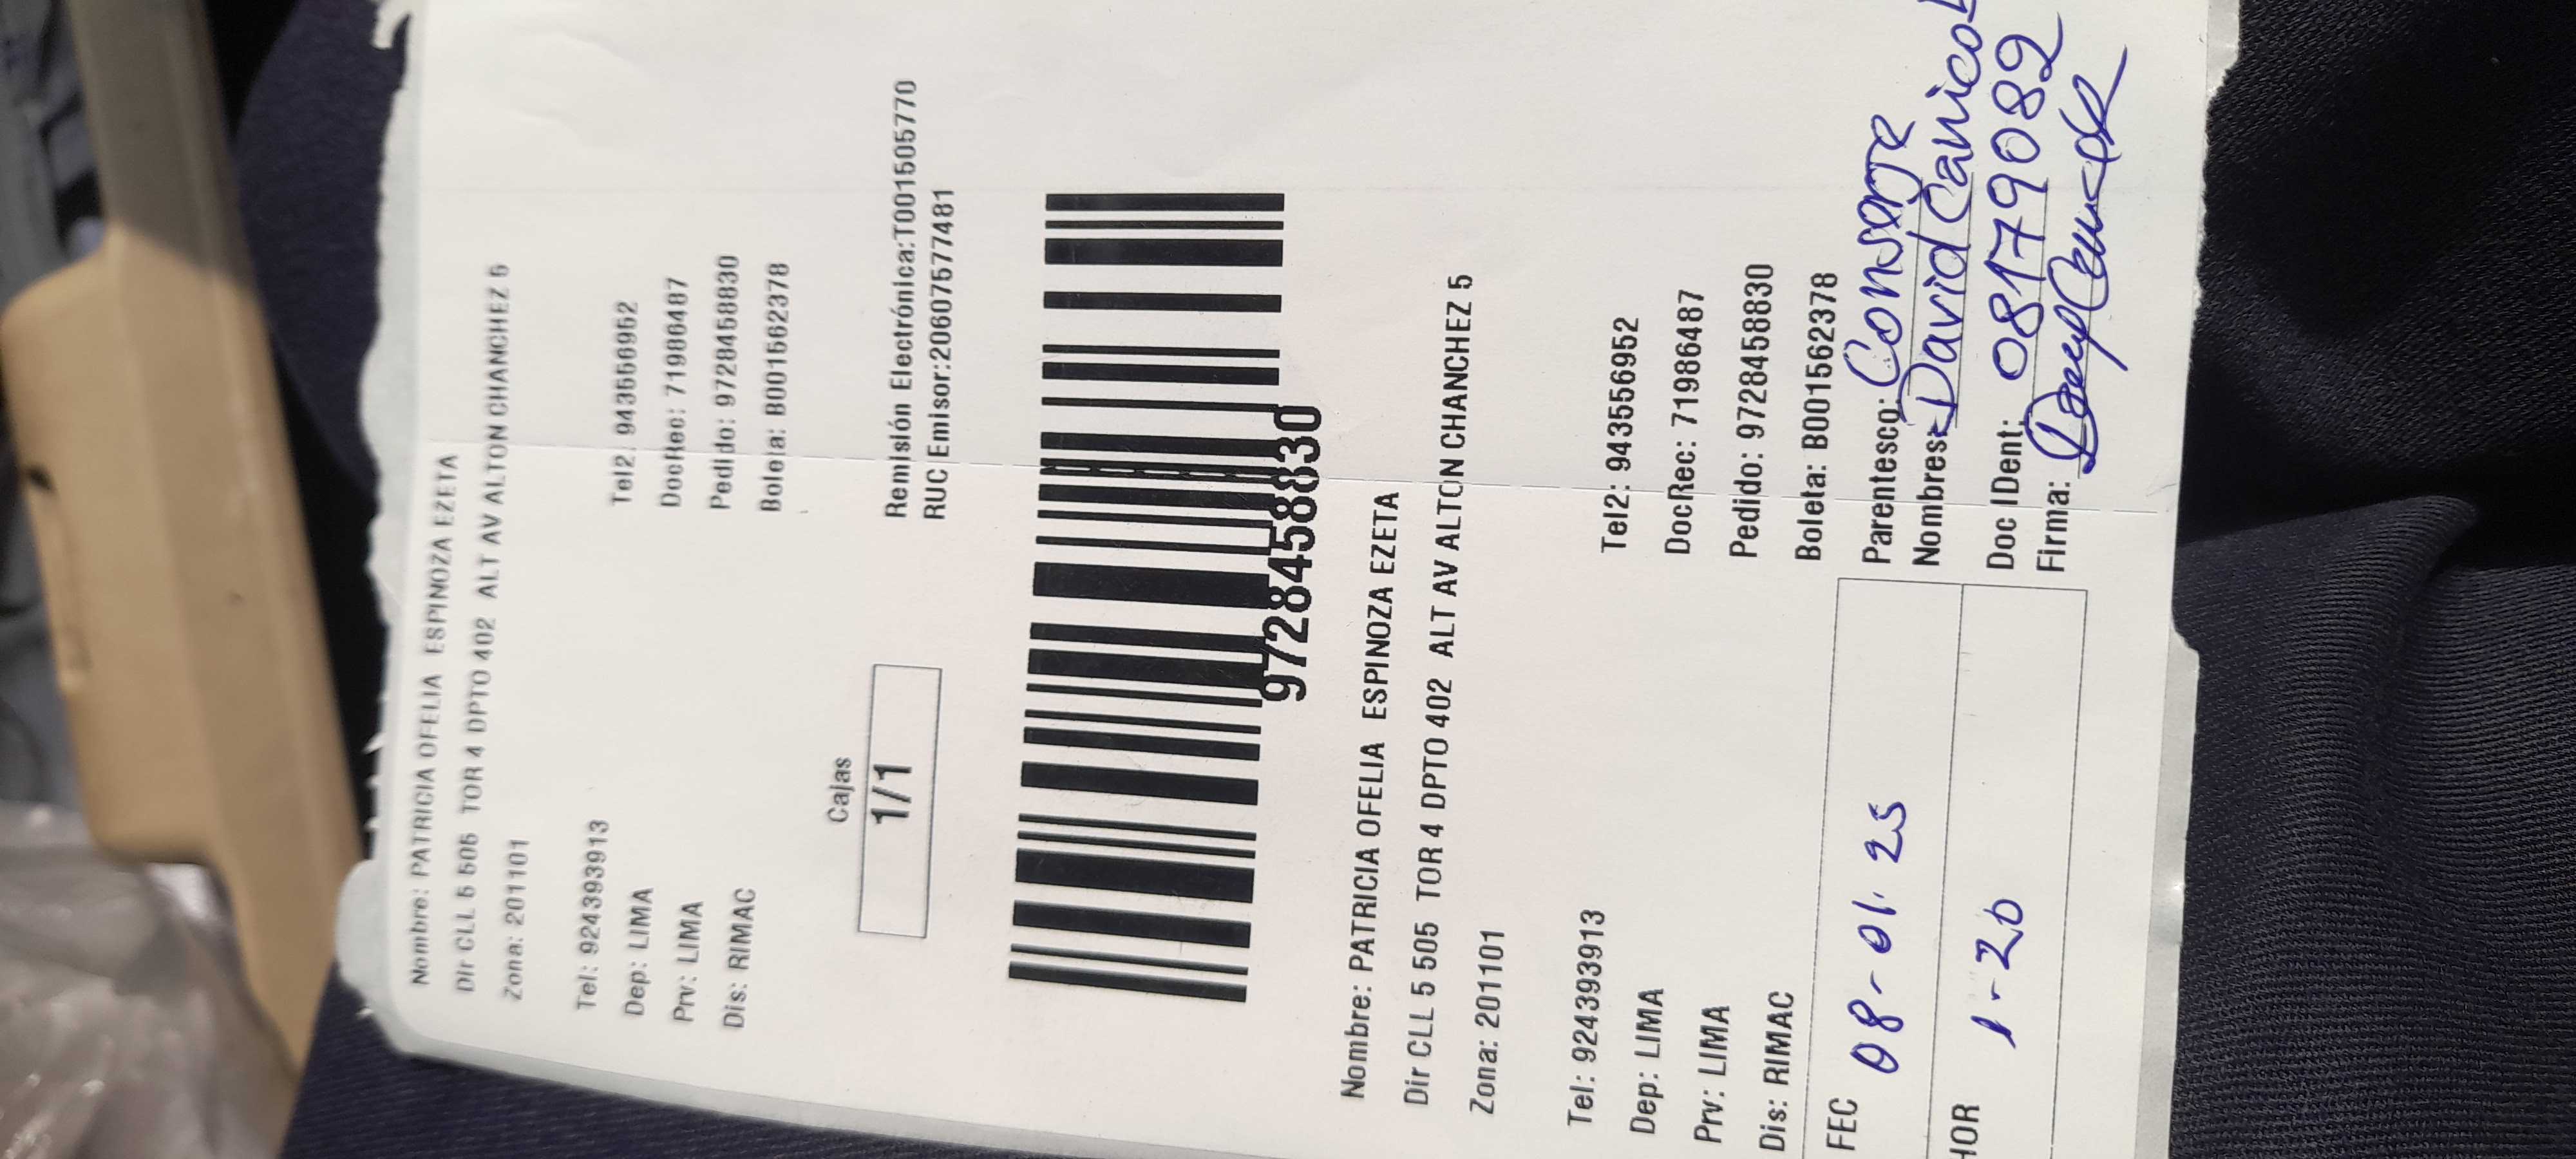 Nombre: PATRICIA OFELIA ESPINOZA EZETA
Dir CLL 5 505 TOR 4 DPTO 402 ALT AV ALTON CHANCHEZ 5
Zona: 201101
Tel: 924393913 Tel2: 943556952
Dep: LIMA DocRec: 71986487
Prv: LIMA Pedido: 97284458830
Dis: RIMAC Boleta: B001562378
Cajas
1/1
Remisión Electrónica:T001505770
RUC Emisor:20607577481
97284458830
Nombre: PATRICIA OFELIA ESPINOZA EZETA
Dir CLL 5 505 TOR 4 DPTO 402 ALT AV ALTON CHANCHEZ 5
Zona: 201101
Tel: 924393913 Tel2: 943556952
Dep: LIMA DocRec: 71986487
Prv: LIMA Pedido: 97284458830
Dis: RIMAC Boleta: B001562378
FEC 08-01-25 Parentesco: Conserje
Nombres: David
HOR 1-20 Doc IDent: 08179089
Firma: